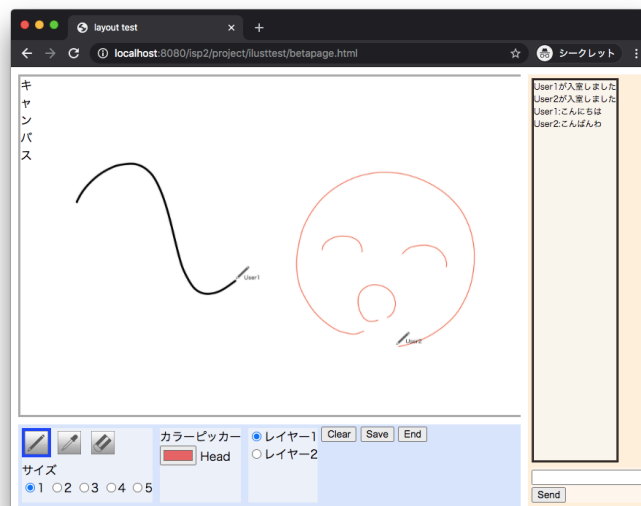 layout test
localhost:8080/isp2/project/ilusttest/betapage.html
シークレット
キャンバス
User1
User2
User1が入室しました
User2が入室しました
User1:こんにちは
User2:こんばんわ
サイズ
1 2 3 4 5
カラーピッカー
Head
レイヤー1
レイヤー2
Clear Save End
Send